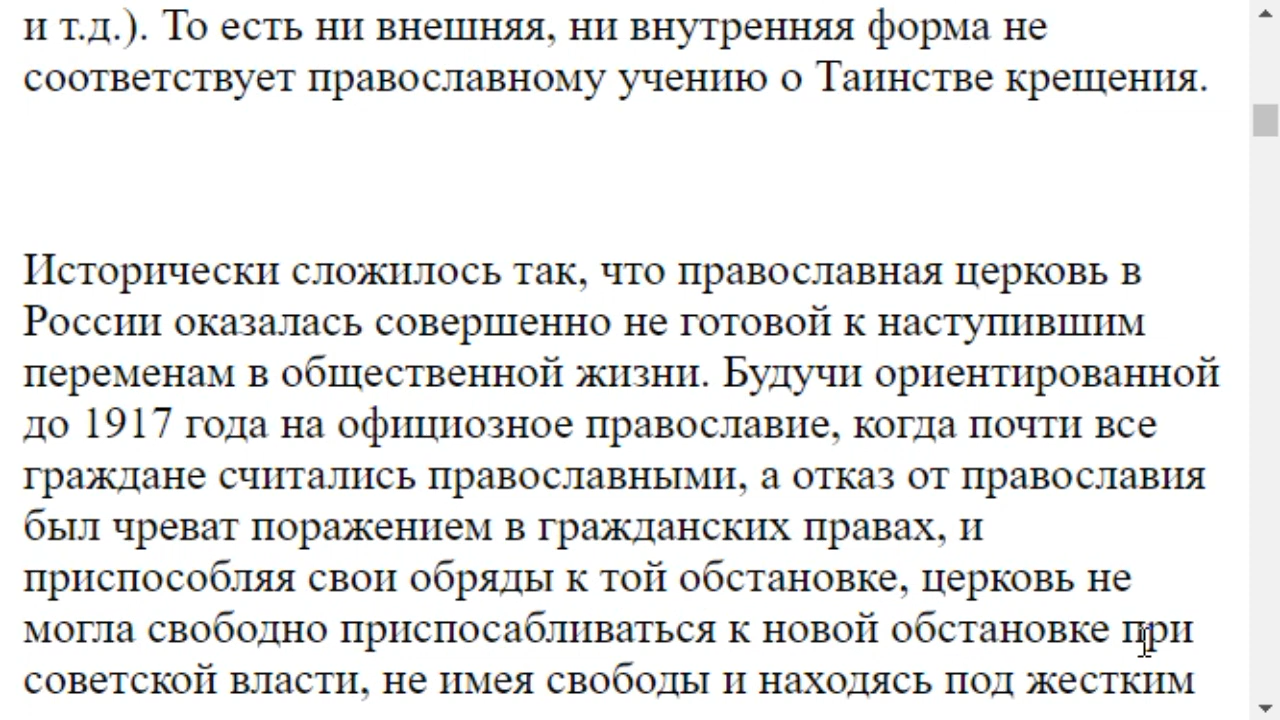 и т.д.). То есть ни внешняя, ни внутренняя форма не
соответствует православному учению о Таинстве крещения.
Исторически сложилось так, что православная церковь в
России оказалась совершенно не готовой к наступившим
переменам в общественной жизни. Будучи ориентированной
до 1917 года на официозное православие, когда почти все
граждане считались православными, а отказ от православия
был чреват поражением в гражданских правах, и
приспособляя свои обряды к той обстановке, церковь не
могла свободно приспосабливаться к новой обстановке при
советской власти, не имея свободы и находясь под жестким